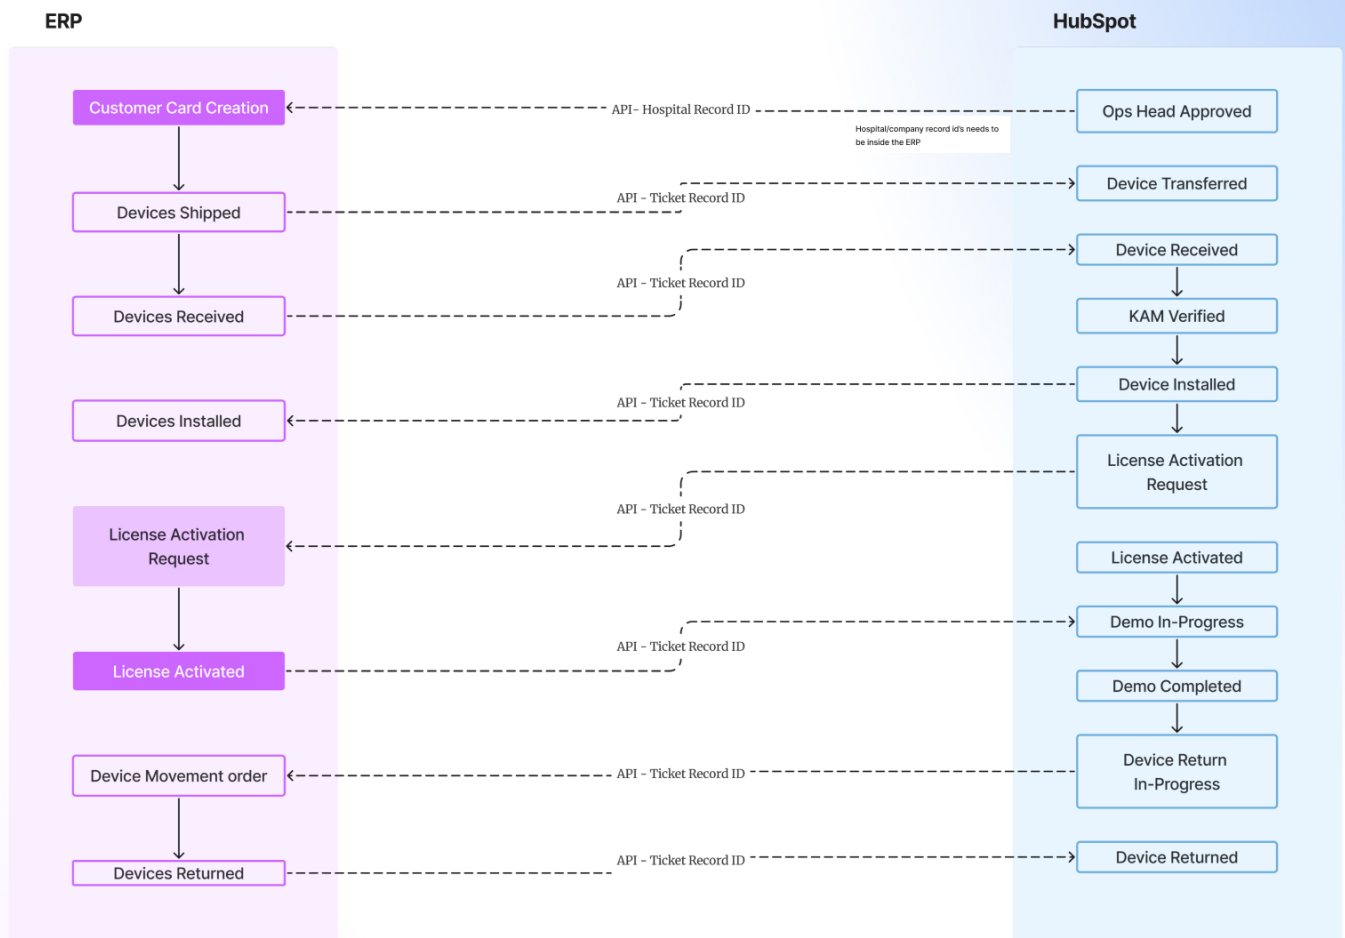 ERP
HubSpot
Customer Card Creation
API- Hospital Record ID
Ops Head Approved
Hospital/company record id's needs to
be inside the ERP
Device Transferred
API - Ticket Record ID
Devices Shipped
Device Received
API - Ticket Record ID
Devices Received
KAM Verified
Device Installed
API - Ticket Record ID
Devices Installed
License Activation
Request
API - Ticket Record ID
License Activation
Request
License Activated
Demo In-Progress
API - Ticket Record ID
License Activated
Demo Completed
Device Movement order
API - Ticket Record ID
Device Return
In-Progress
Devices Returned
API - Ticket Record ID
Device Returned